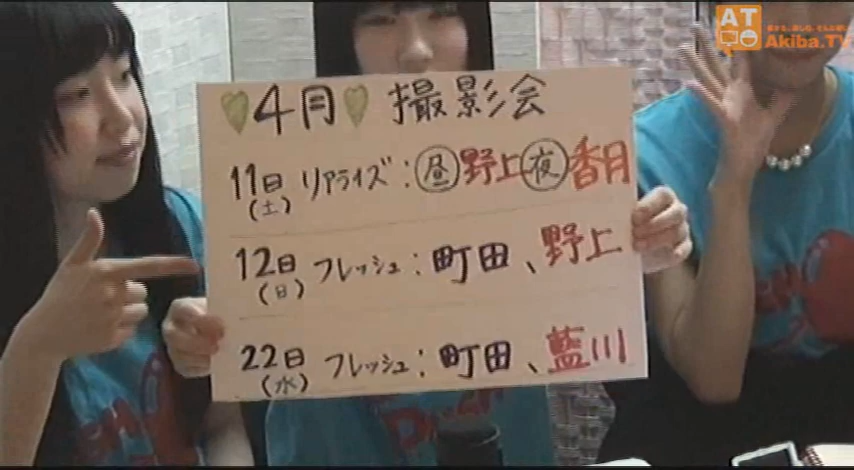 AT
Akiba.TV
💚4月💚 撮影会
11日(土) リアライズ:昼野上夜香月
12日(日) フレッシュ:町田、野上
22日(水) フレッシュ:町田、藍川